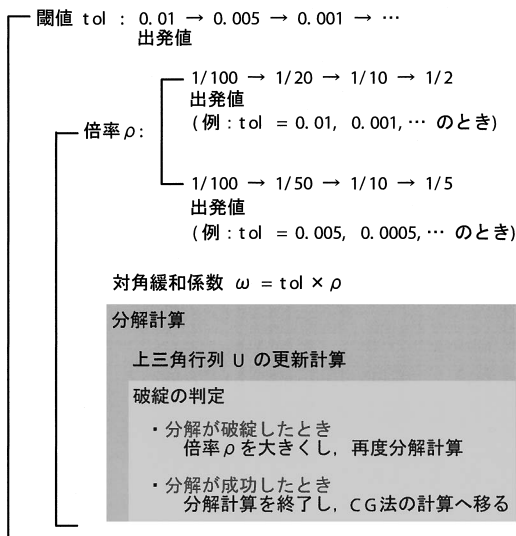 閾値 tol : 0.01 → 0.005 → 0.001 → …
出発値
1/100 → 1/20 → 1/10 → 1/2
出発値
(例:tol = 0.01, 0.001, … のとき)
倍率ρ:
1/100 → 1/50 → 1/10 → 1/5
出発値
(例:tol = 0.005, 0.0005, … のとき)
対角緩和係数 ω = tol × ρ
分解計算
上三角行列 U の更新計算
破綻の判定
・分解が破綻したとき
倍率ρを大きくし,再度分解計算
・分解が成功したとき
分解計算を終了し,CG法の計算へ移る